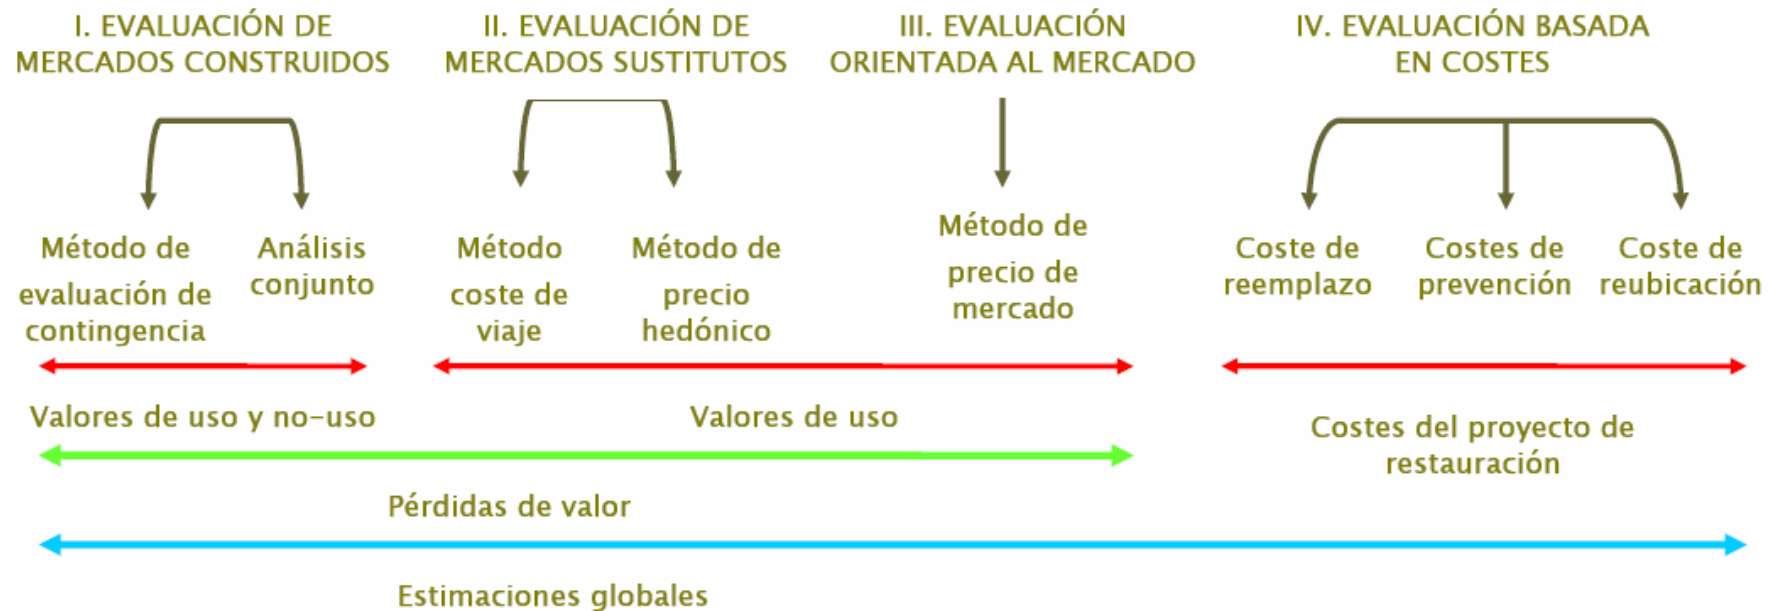 I. EVALUACIÓN DE
MERCADOS CONSTRUIDOS
II. EVALUACIÓN DE
MERCADOS SUSTITUTOS
III. EVALUACIÓN
ORIENTADA AL MERCADO
IV. EVALUACIÓN BASADA
EN COSTES
Método de
evaluación de
contingencia
Análisis
conjunto
Método
coste de
viaje
Método de
precio
hedónico
Método de
precio de
mercado
Coste de
reemplazo
Costes de
prevención
Coste de
reubicación
Valores de uso y no-uso
Valores de uso
Costes del proyecto de
restauración
Pérdidas de valor
Estimaciones globales